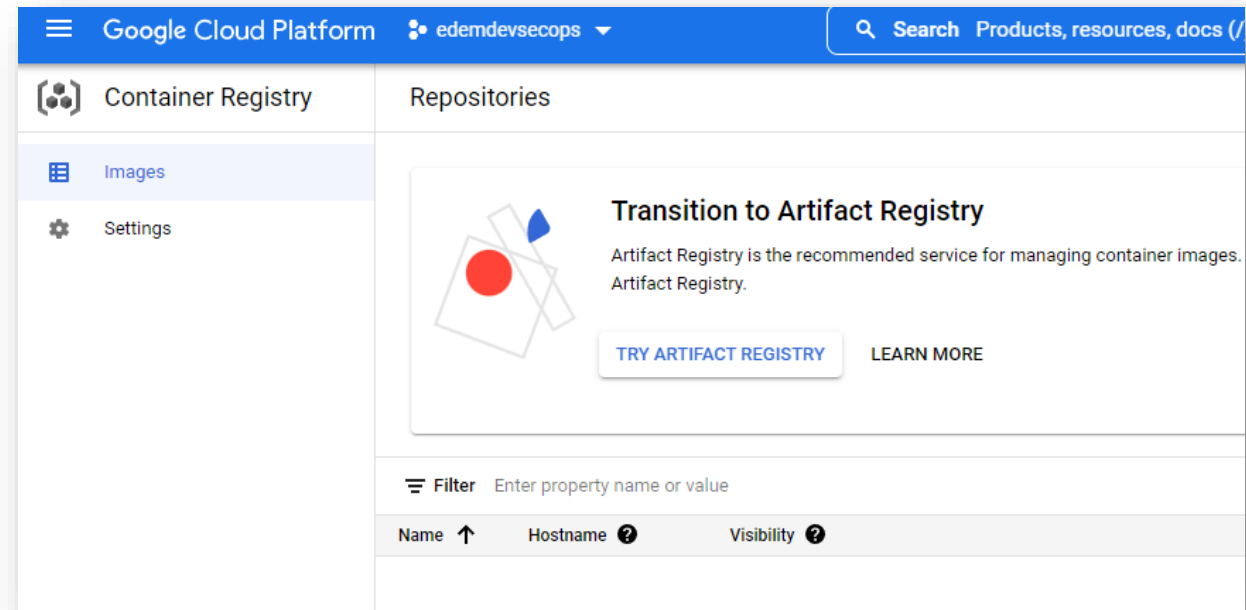 Google Cloud Platform edemdevsecops Search Products, resources, docs (/
Container Registry Repositories
Images
Settings
Transition to Artifact Registry
Artifact Registry is the recommended service for managing container images.
Artifact Registry.
TRY ARTIFACT REGISTRY LEARN MORE
Filter Enter property name or value
Name Hostname Visibility